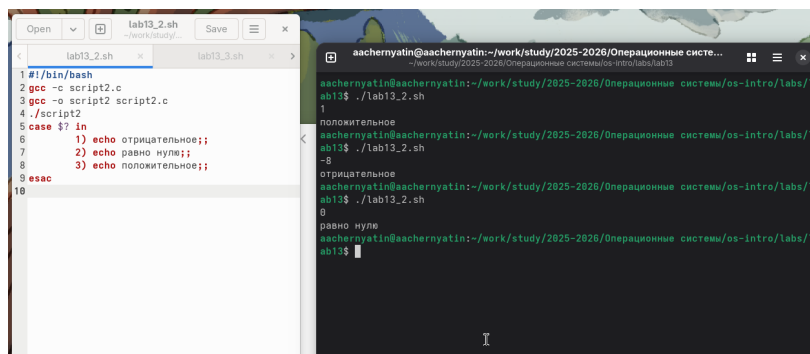 Open
lab13_2.sh
~/work/study/...
Save
lab13_2.sh
lab13_3.sh
1 #!/bin/bash
2 gcc -c script2.c
3 gcc -o script2 script2.c
4 ./script2
5 case $? in
6 1) echo отрицательное;;
7 2) echo равно нулю;;
8 3) echo положительное;;
9 esac
10
aachernyatin@aachernyatin:~/work/study/2025-2026/Операционные систе...
~/work/study/2025-2026/Операционные системы/os-intro/labs/lab13
aachernyatin@aachernyatin:~/work/study/2025-2026/Операционные системы/os-intro/labs/
ab13$ ./lab13_2.sh
1
положительное
aachernyatin@aachernyatin:~/work/study/2025-2026/Операционные системы/os-intro/labs/
ab13$ ./lab13_2.sh
-8
отрицательное
aachernyatin@aachernyatin:~/work/study/2025-2026/Операционные системы/os-intro/labs/
ab13$ ./lab13_2.sh
0
равно нулю
aachernyatin@aachernyatin:~/work/study/2025-2026/Операционные системы/os-intro/labs/
ab13$